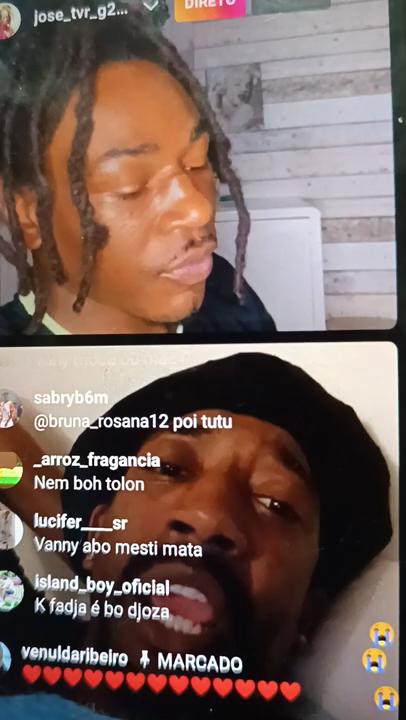 jose_tvr_g2...
DIRETO
sabryb6m
@bruna_rosana12 poi tutu
_arroz_fragancia
Nem boh tolon
lucifer___sr
Vanny abo mesti mata
island_boy_oficial
K fadja é bo djoza
venuldaribeiro 📌 MARCADO
❤️❤️❤️❤️❤️❤️❤️❤️❤️❤️❤️❤️❤️❤️